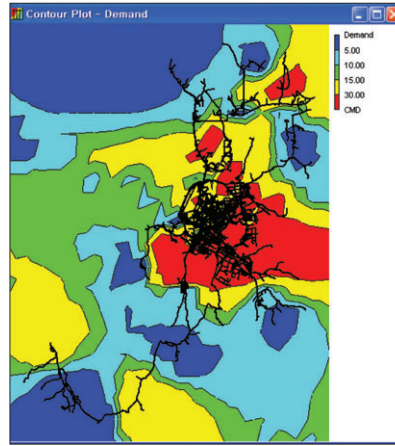 Contour Plot - Demand
Demand
5.00
10.00
15.00
30.00
CMD